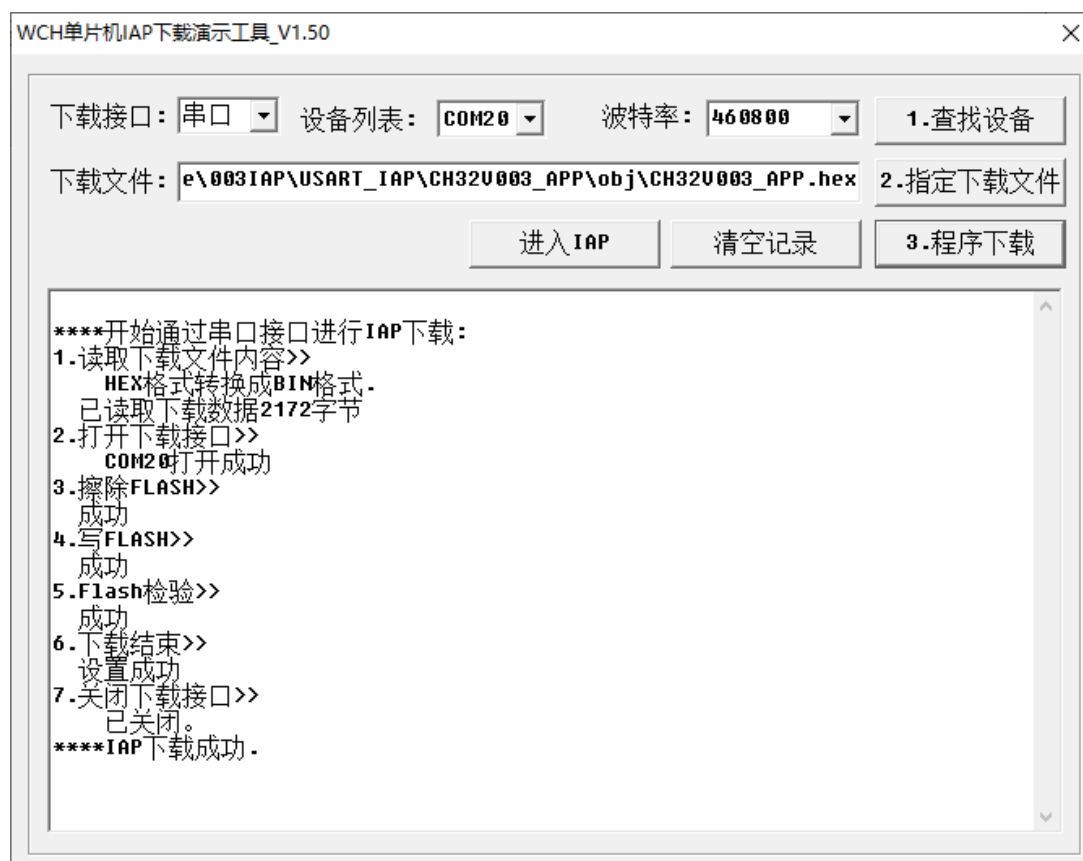 WCH单片机IAP下载演示工具_V1.50
下载接口: 串口 设备列表: COM20 波特率: 460800 1.查找设备
下载文件: e\003IAP\USART_IAP\CH32V003_APP\obj\CH32V003_APP.hex 2.指定下载文件
进入IAP 清空记录 3.程序下载
****开始通过串口接口进行IAP下载:
1.读取下载文件内容>>
HEX格式转换成BIN格式.
已读取下载数据2172字节
2.打开下载接口>>
COM20打开成功
3.擦除FLASH>>
成功
4.写FLASH>>
成功
5.Flash检验>>
成功
6.下载结束>>
设置成功
7.关闭下载接口>>
已关闭。
****IAP下载成功.